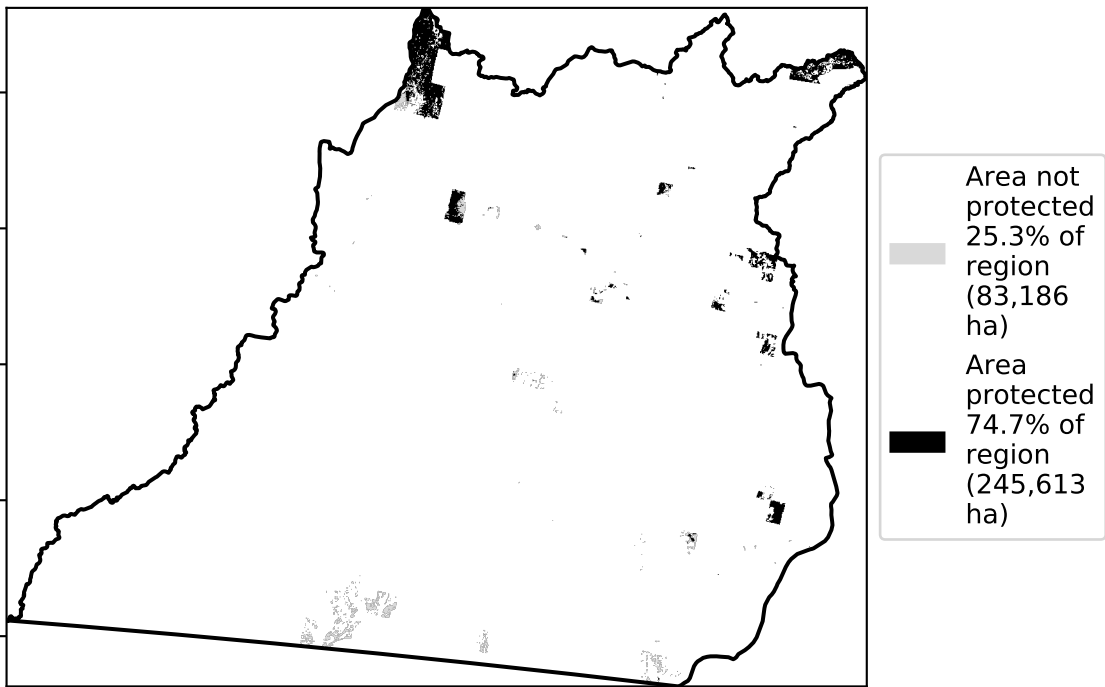 Area not
protected
25.3% of
region
(83,186
ha)
Area
protected
74.7% of
region
(245,613
ha)